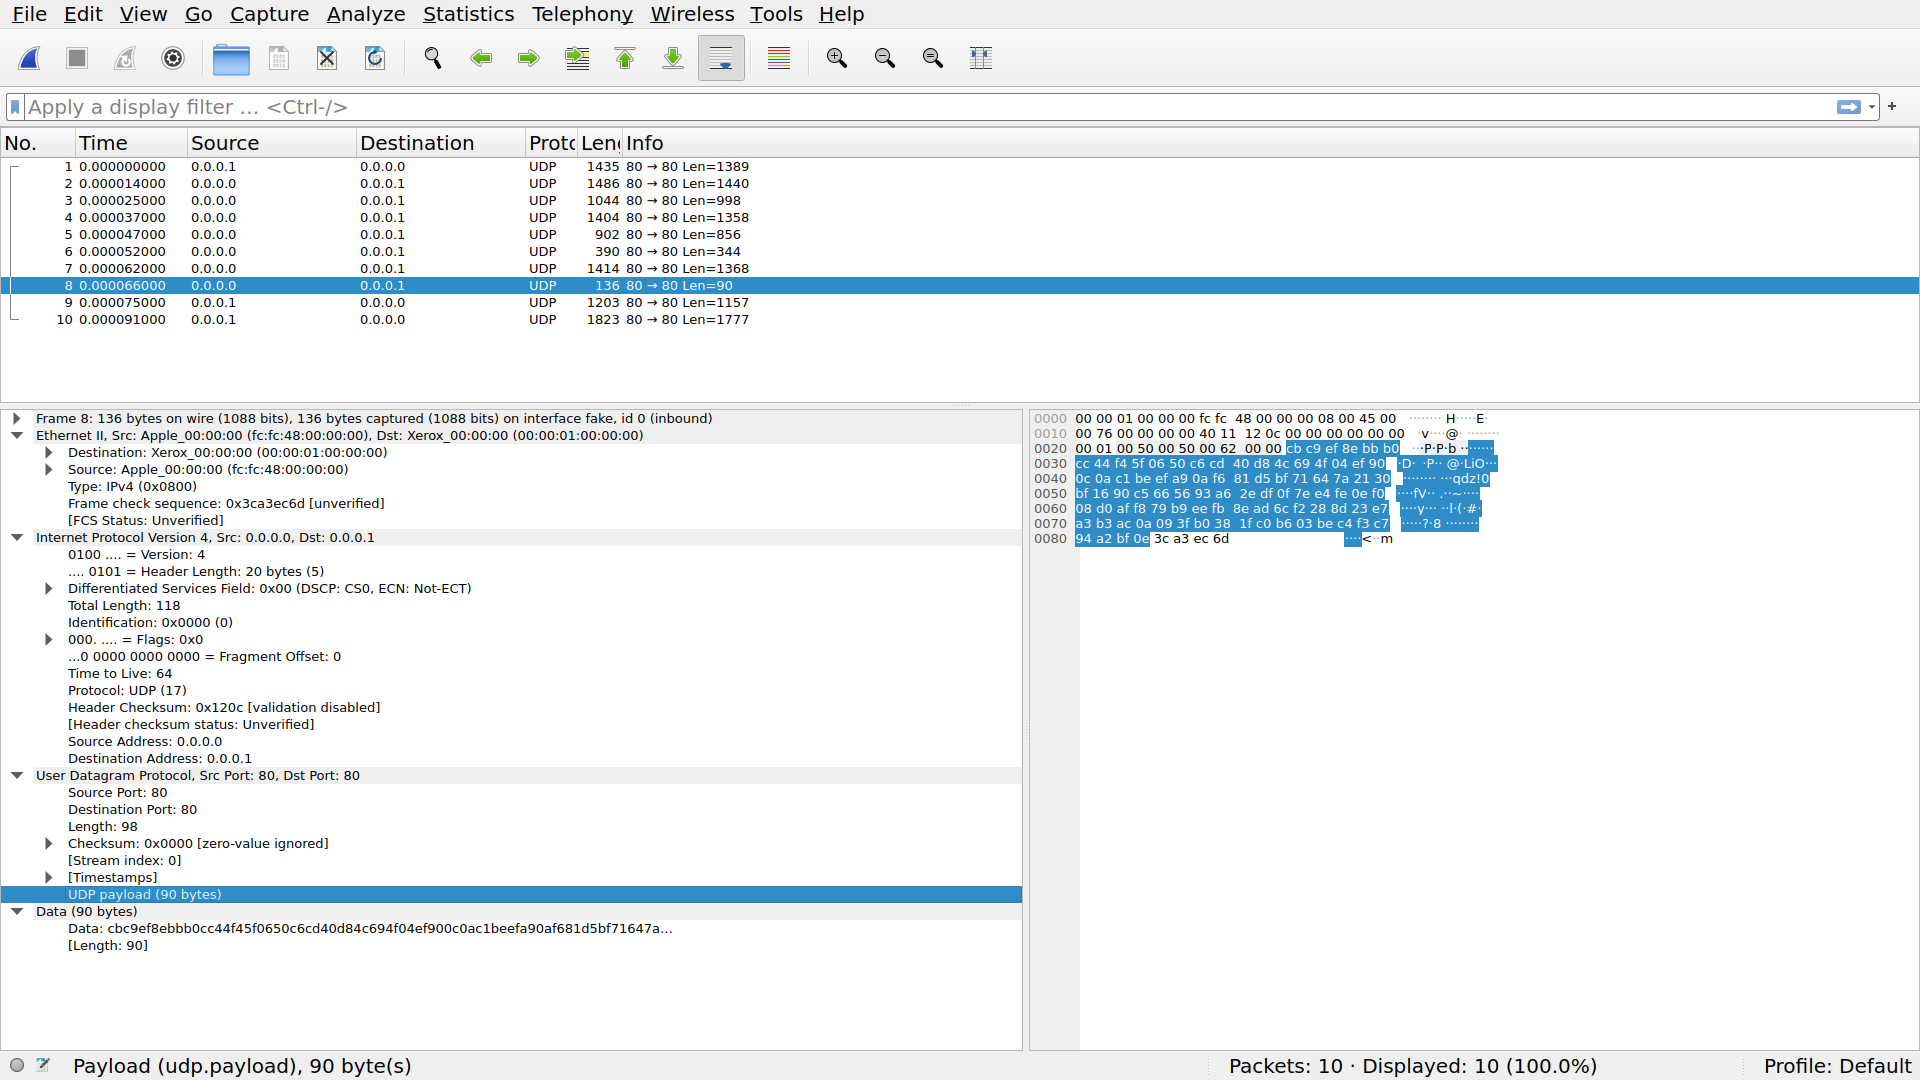 File Edit View Go Capture Analyze Statistics Telephony Wireless Tools Help
Apply a display filter … <Ctrl-/>
No. Time Source Destination Proto Leng Info
1 0.000000000 0.0.0.1 0.0.0.0 UDP 1435 80 → 80 Len=1389
2 0.000014000 0.0.0.0 0.0.0.1 UDP 1486 80 → 80 Len=1440
3 0.000025000 0.0.0.0 0.0.0.1 UDP 1044 80 → 80 Len=998
4 0.000037000 0.0.0.0 0.0.0.1 UDP 1404 80 → 80 Len=1358
5 0.000047000 0.0.0.0 0.0.0.1 UDP 902 80 → 80 Len=856
6 0.000052000 0.0.0.0 0.0.0.1 UDP 390 80 → 80 Len=344
7 0.000062000 0.0.0.0 0.0.0.1 UDP 1414 80 → 80 Len=1368
8 0.000066000 0.0.0.0 0.0.0.1 UDP 136 80 → 80 Len=90
9 0.000075000 0.0.0.1 0.0.0.0 UDP 1203 80 → 80 Len=1157
10 0.000091000 0.0.0.1 0.0.0.0 UDP 1823 80 → 80 Len=1777
Frame 8: 136 bytes on wire (1088 bits), 136 bytes captured (1088 bits) on interface fake, id 0 (inbound)
Ethernet II, Src: Apple_00:00:00 (fc:fc:48:00:00:00), Dst: Xerox_00:00:00 (00:00:01:00:00:00)
Destination: Xerox_00:00:00 (00:00:01:00:00:00)
Source: Apple_00:00:00 (fc:fc:48:00:00:00)
Type: IPv4 (0x0800)
Frame check sequence: 0x3ca3ec6d [unverified]
[FCS Status: Unverified]
Internet Protocol Version 4, Src: 0.0.0.0, Dst: 0.0.0.1
0100 .... = Version: 4
.... 0101 = Header Length: 20 bytes (5)
Differentiated Services Field: 0x00 (DSCP: CS0, ECN: Not-ECT)
Total Length: 118
Identification: 0x0000 (0)
000. .... = Flags: 0x0
...0 0000 0000 0000 = Fragment Offset: 0
Time to Live: 64
Protocol: UDP (17)
Header Checksum: 0x120c [validation disabled]
[Header checksum status: Unverified]
Source Address: 0.0.0.0
Destination Address: 0.0.0.1
User Datagram Protocol, Src Port: 80, Dst Port: 80
Source Port: 80
Destination Port: 80
Length: 98
Checksum: 0x0000 [zero-value ignored]
[Stream index: 0]
[Timestamps]
UDP payload (90 bytes)
Data (90 bytes)
Data: cbc9ef8ebbb0cc44f45f0650c6cd40d84c694f04ef900c0ac1beefa90af681d5bf71647a…
[Length: 90]
0000 00 00 01 00 00 00 fc fc 48 00 00 00 08 00 45 00 ········ H·····E·
0010 00 76 00 00 00 00 40 11 12 0c 00 00 00 00 00 00 ·v····@· ········
0020 00 01 00 50 00 50 00 62 00 00 cb c9 ef 8e bb b0 ···P·P·b ········
0030 cc 44 f4 5f 06 50 c6 cd 40 d8 4c 69 4f 04 ef 90 ·D· ·P·· @·LiO···
0040 0c 0a c1 be ef a9 0a f6 81 d5 bf 71 64 7a 21 30 ········ ···qdz!0
0050 bf 16 90 c5 66 56 93 a6 2e df 0f 7e e4 fe 0e f0 ····fV·· .··~····
0060 08 d0 af f8 79 b9 ee fb 8e ad 6c f2 28 8d 23 e7 ····y··· ··l·(·#·
0070 a3 b3 ac 0a 09 3f b0 38 1f c0 b6 03 be c4 f3 c7 ·····?·8 ········
0080 94 a2 bf 0e 3c a3 ec 6d ····<··m
Payload (udp.payload), 90 byte(s) Packets: 10 · Displayed: 10 (100.0%) Profile: Default